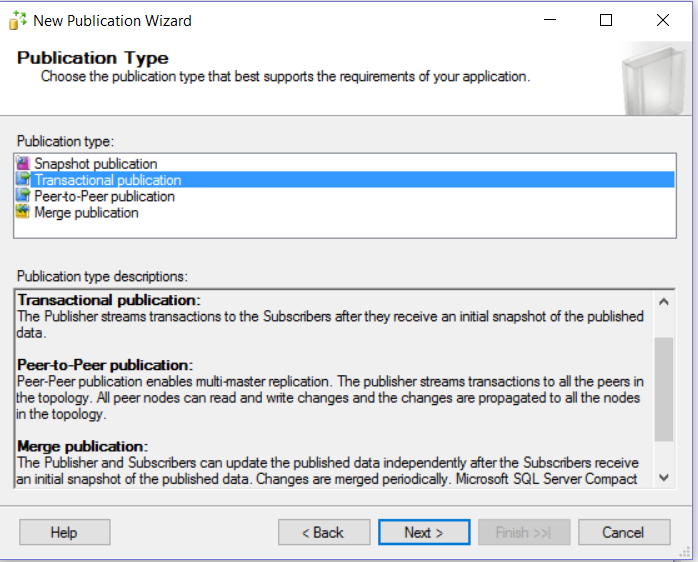 New Publication Wizard
Publication Type
Choose the publication type that best supports the requirements of your application.
Publication type:
Snapshot publication
Transactional publication
Peer-to-Peer publication
Merge publication
Publication type descriptions:
Transactional publication:
The Publisher streams transactions to the Subscribers after they receive an initial snapshot of the published
data.
Peer-to-Peer publication:
Peer-Peer publication enables multi-master replication. The publisher streams transactions to all the peers in
the topology. All peer nodes can read and write changes and the changes are propagated to all the nodes
in the topology.
Merge publication:
The Publisher and Subscribers can update the published data independently after the Subscribers receive
an initial snapshot of the published data. Changes are merged periodically. Microsoft SQL Server Compact
Help
< Back
Next >
Finish >>|
Cancel